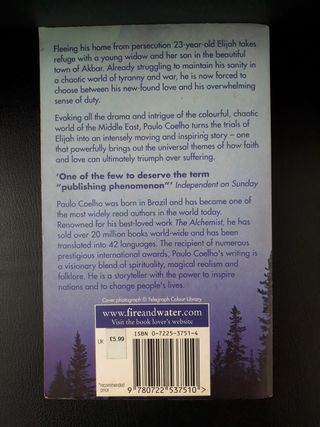 Fleeing his home from persecution 23-year-old Elijah takes
refuge with a young widow and her son in the beautiful
town of Akbar. Already struggling to maintain his sanity in
a chaotic world of tyranny and war, he is now forced to
choose between his new-found love and his overwhelming
sense of duty.
Evoking all the drama and intrigue of the colourful, chaotic
world of the Middle East, Paulo Coelho turns the trials of
Elijah into an intensely moving and inspiring story – one
that powerfully brings out the universal themes of how faith
and love can ultimately triumph over suffering.
‘One of the few to deserve the term
“publishing phenomenon”’ Independent on Sunday
Paulo Coelho was born in Brazil and has become one of
the most widely read authors in the world today.
Renowned for his best-loved work The Alchemist, he has
sold over 20 million books world-wide and has been
translated into 42 languages. The recipient of numerous
prestigious international awards, Paulo Coelho's writing is
a visionary blend of spirituality, magical realism and
folklore. He is a storyteller with the power to inspire
nations and to change people's lives.
Cover photograph © Telegraph Colour Library
www.fireandwater.com
Visit the book lover's website
ISBN 0-7225-3751-4
UK £5.99
*recommended
price
9 780722 537510 >